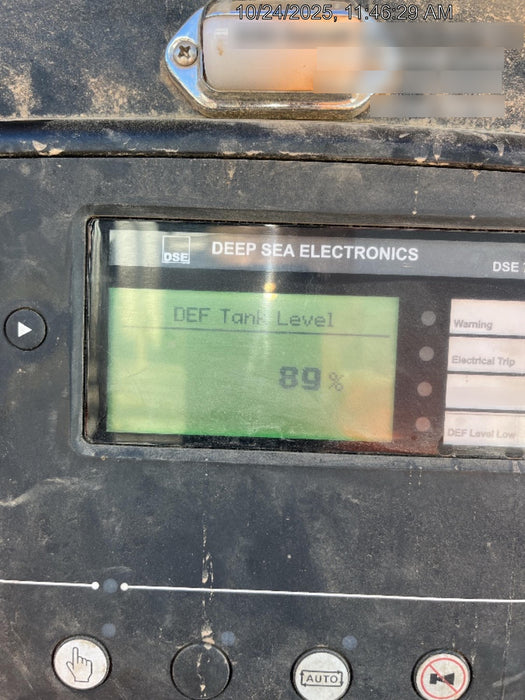 10/24/2025, 11:46:29 AM
DSE
DEEP SEA ELECTRONICS
DSE
DEF Tank Level
89 %
Warning
Electrical Trip
DEF Level Low
AUTO